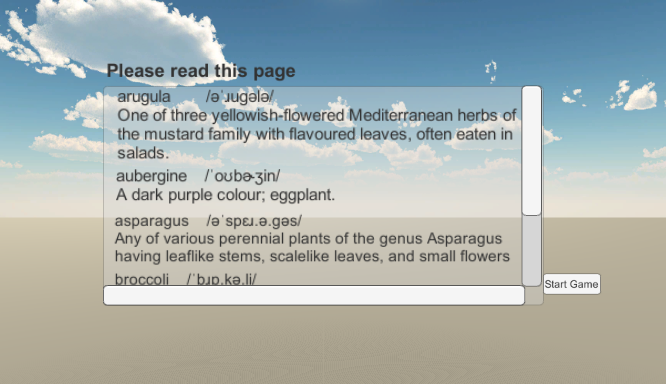 Please read this page
arugula /əˈɹugələ/
One of three yellowish-flowered Mediterranean herbs of
the mustard family with flavoured leaves, often eaten in
salads.
aubergine /ˈoʊbɚʒin/
A dark purple colour; eggplant.
asparagus /əˈspɛɹ.ə.gəs/
Any of various perennial plants of the genus Asparagus
having leaflike stems, scalelike leaves, and small flowers
broccoli /ˈbɹɒ.kə.li/
Start Game